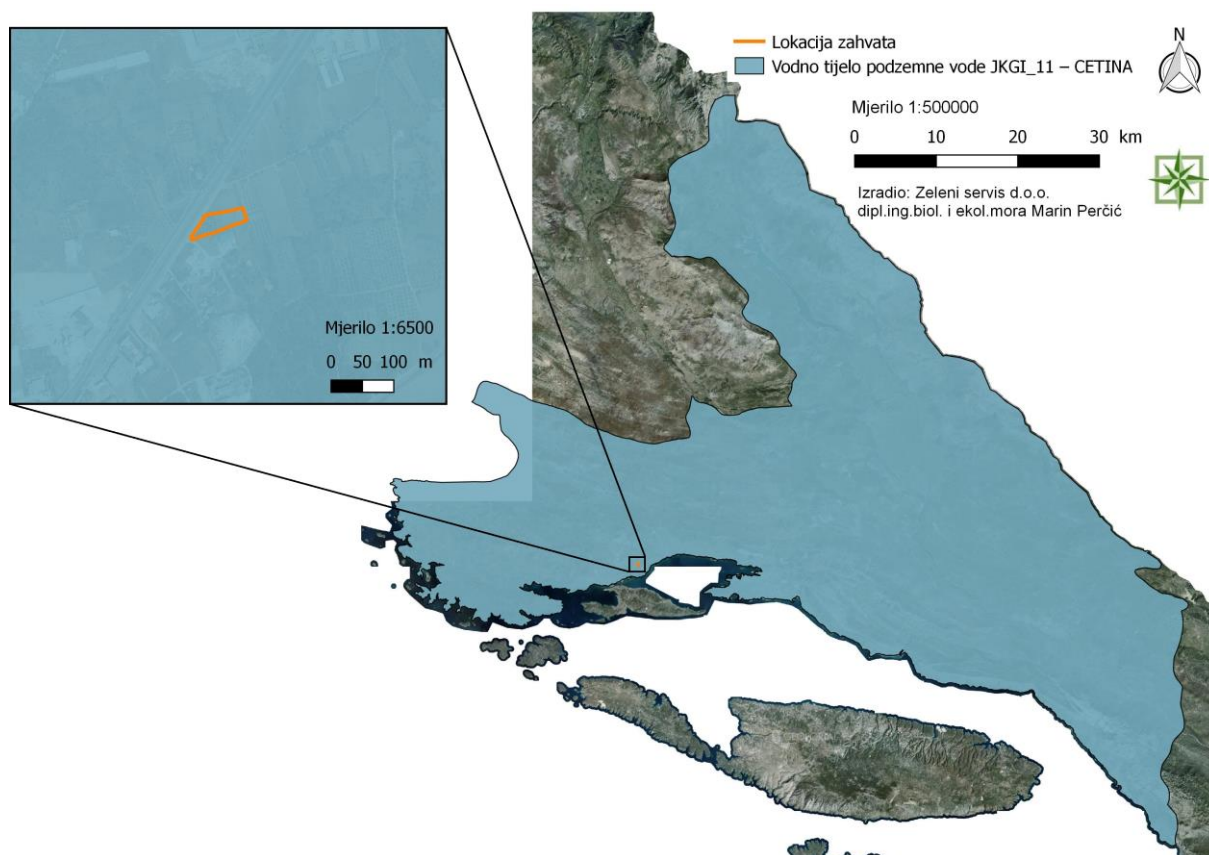 N
Lokacija zahvata
Vodno tijelo podzemne vode JKGI_11 – CETINA
Mjerilo 1:500000
0 10 20 30 km
Izradio: Zeleni servis d.o.o.
dipl.ing.biol. i ekol.mora Marin Perčić
Mjerilo 1:6500
0 50 100 m